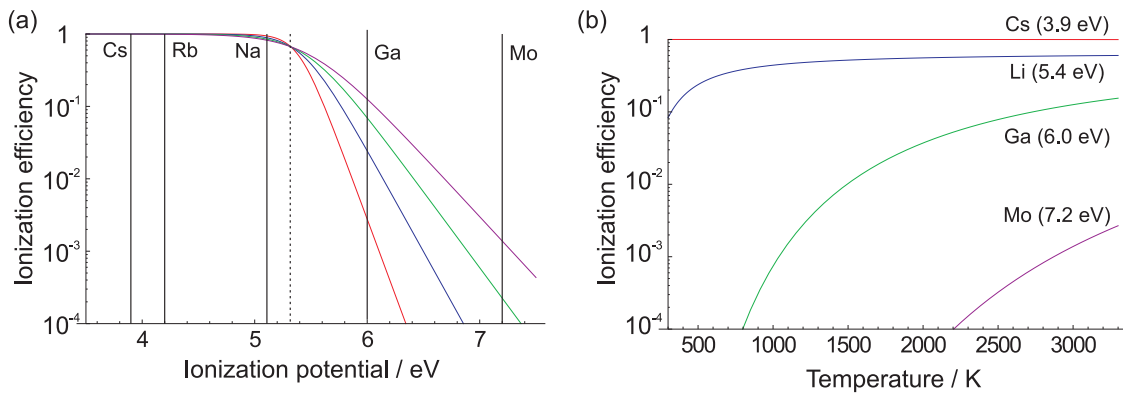 (a)
Ionization efficiency
1
10⁻¹
10⁻²
10⁻³
10⁻⁴
Cs
Rb
Na
Ga
Mo
4
5
6
7
Ionization potential / eV
(b)
Ionization efficiency
1
10⁻¹
10⁻²
10⁻³
10⁻⁴
Cs (3.9 eV)
Li (5.4 eV)
Ga (6.0 eV)
Mo (7.2 eV)
500
1000
1500
2000
2500
3000
Temperature / K